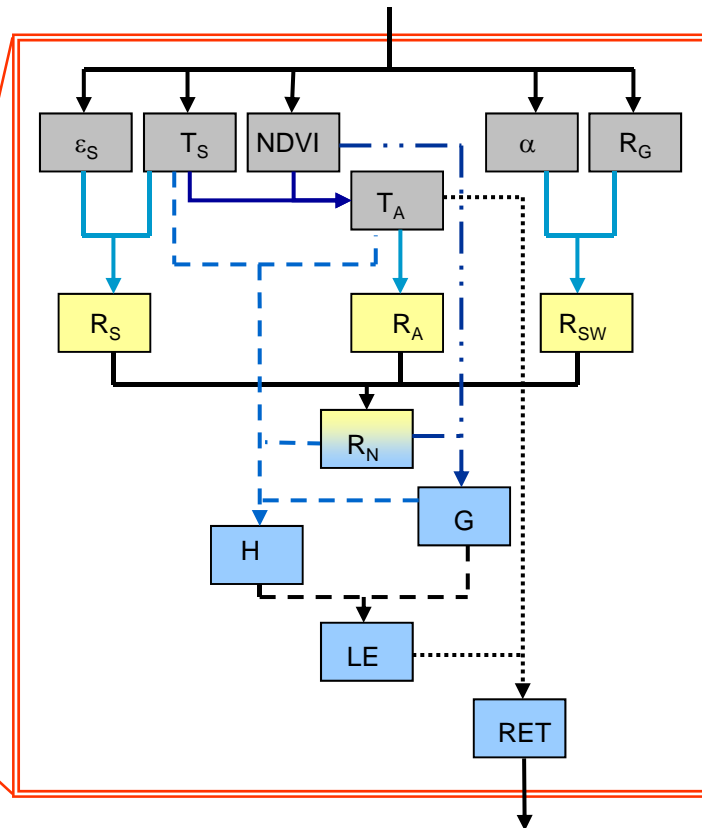 εS TS NDVI α RG
TA
RS RA RSW
RN
G
H
LE
RET